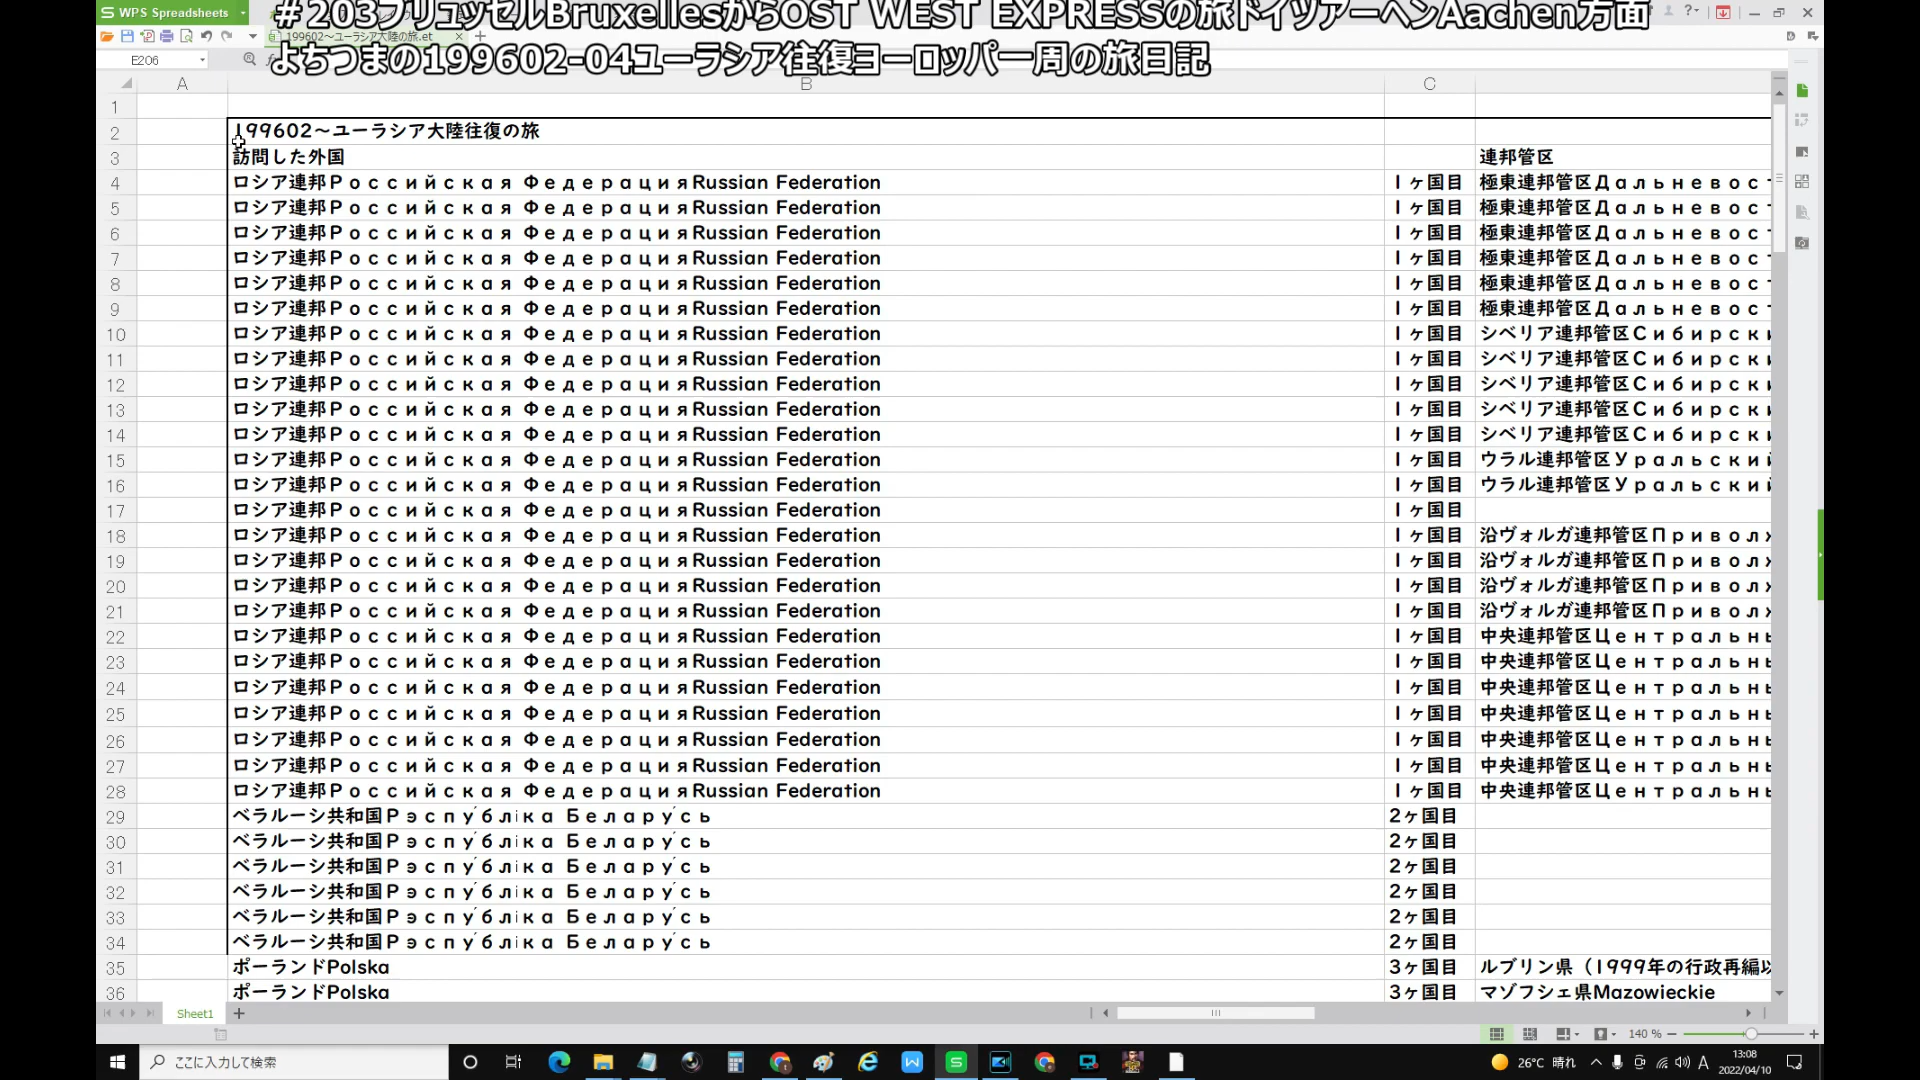 #203ブリュッセルBruxellesからOST WEST EXPRESSの旅ドイツアーヘンAachen方面
よちつまの199602-04ユーラシア往復ヨーロッパ一周の旅日記
WPS Spreadsheets
199602～ユーラシア大陸の旅.et
E206
A B C
1
2 199602～ユーラシア大陸往復の旅
3 訪問した外国 連邦管区
4 ロシア連邦Российская ФедерацияRussian Federation 1ヶ国目 極東連邦管区Дальневост
5 ロシア連邦Российская ФедерацияRussian Federation 1ヶ国目 極東連邦管区Дальневост
6 ロシア連邦Российская ФедерацияRussian Federation 1ヶ国目 極東連邦管区Дальневост
7 ロシア連邦Российская ФедерацияRussian Federation 1ヶ国目 極東連邦管区Дальневост
8 ロシア連邦Российская ФедерацияRussian Federation 1ヶ国目 極東連邦管区Дальневост
9 ロシア連邦Российская ФедерацияRussian Federation 1ヶ国目 極東連邦管区Дальневост
10 ロシア連邦Российская ФедерацияRussian Federation 1ヶ国目 シベリア連邦管区Сибирски
11 ロシア連邦Российская ФедерацияRussian Federation 1ヶ国目 シベリア連邦管区Сибирски
12 ロシア連邦Российская ФедерацияRussian Federation 1ヶ国目 シベリア連邦管区Сибирски
13 ロシア連邦Российская ФедерацияRussian Federation 1ヶ国目 シベリア連邦管区Сибирски
14 ロシア連邦Российская ФедерацияRussian Federation 1ヶ国目 シベリア連邦管区Сибирски
15 ロシア連邦Российская ФедерацияRussian Federation 1ヶ国目 ウラル連邦管区Уральский
16 ロシア連邦Российская ФедерацияRussian Federation 1ヶ国目 ウラル連邦管区Уральский
17 ロシア連邦Российская ФедерацияRussian Federation 1ヶ国目
18 ロシア連邦Российская ФедерацияRussian Federation 1ヶ国目 沿ヴォルガ連邦管区Приволж
19 ロシア連邦Российская ФедерацияRussian Federation 1ヶ国目 沿ヴォルガ連邦管区Приволж
20 ロシア連邦Российская ФедерацияRussian Federation 1ヶ国目 沿ヴォルガ連邦管区Приволж
21 ロシア連邦Российская ФедерацияRussian Federation 1ヶ国目 沿ヴォルガ連邦管区Приволж
22 ロシア連邦Российская ФедерацияRussian Federation 1ヶ国目 中央連邦管区Центральны
23 ロシア連邦Российская ФедерацияRussian Federation 1ヶ国目 中央連邦管区Центральны
24 ロシア連邦Российская ФедерацияRussian Federation 1ヶ国目 中央連邦管区Центральны
25 ロシア連邦Российская ФедерацияRussian Federation 1ヶ国目 中央連邦管区Центральны
26 ロシア連邦Российская ФедерацияRussian Federation 1ヶ国目 中央連邦管区Центральны
27 ロシア連邦Российская ФедерацияRussian Federation 1ヶ国目 中央連邦管区Центральны
28 ロシア連邦Российская ФедерацияRussian Federation 1ヶ国目 中央連邦管区Центральны
29 ベラルーシ共和国Рэспу́бліка Белару́сь 2ヶ国目
30 ベラルーシ共和国Рэспу́бліка Белару́сь 2ヶ国目
31 ベラルーシ共和国Рэспу́бліка Белару́сь 2ヶ国目
32 ベラルーシ共和国Рэспу́бліка Белару́сь 2ヶ国目
33 ベラルーシ共和国Рэспу́бліка Белару́сь 2ヶ国目
34 ベラルーシ共和国Рэспу́бліка Белару́сь 2ヶ国目
35 ポーランドPolska 3ヶ国目 ルブリン県（1999年の行政再編以
36 ポーランドPolska 3ヶ国目 マゾフシェ県Mazowieckie
Sheet1
140 %
ここに入力して検索
26°C 晴れ A 13:08
2022/04/10